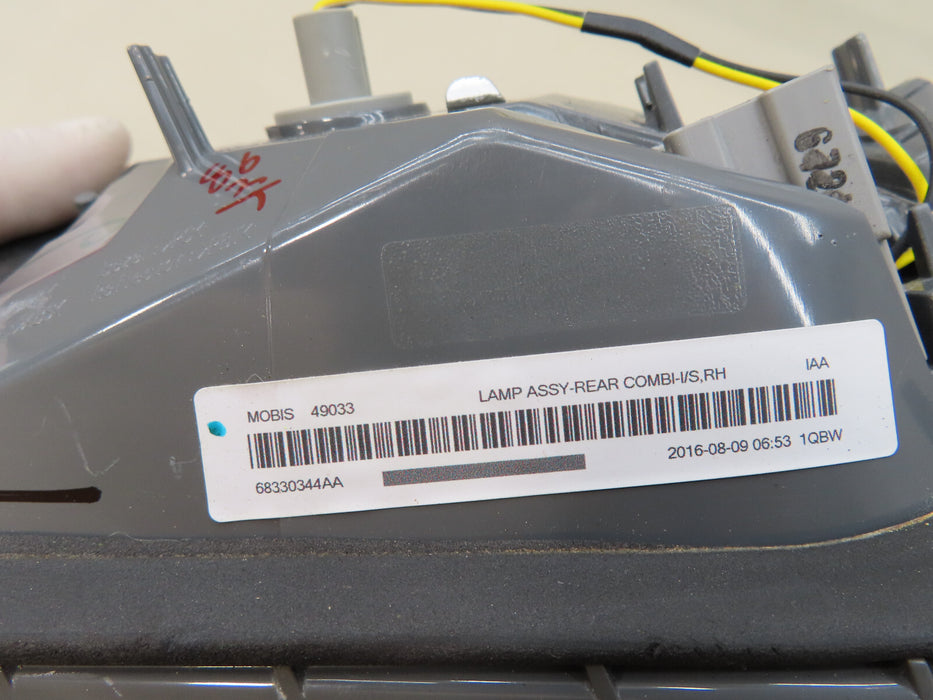 MOBIS 49033 LAMP ASSY-REAR COMBI-I/S,RH IAA
68330344AA 2016-08-09 06:53 1QBW